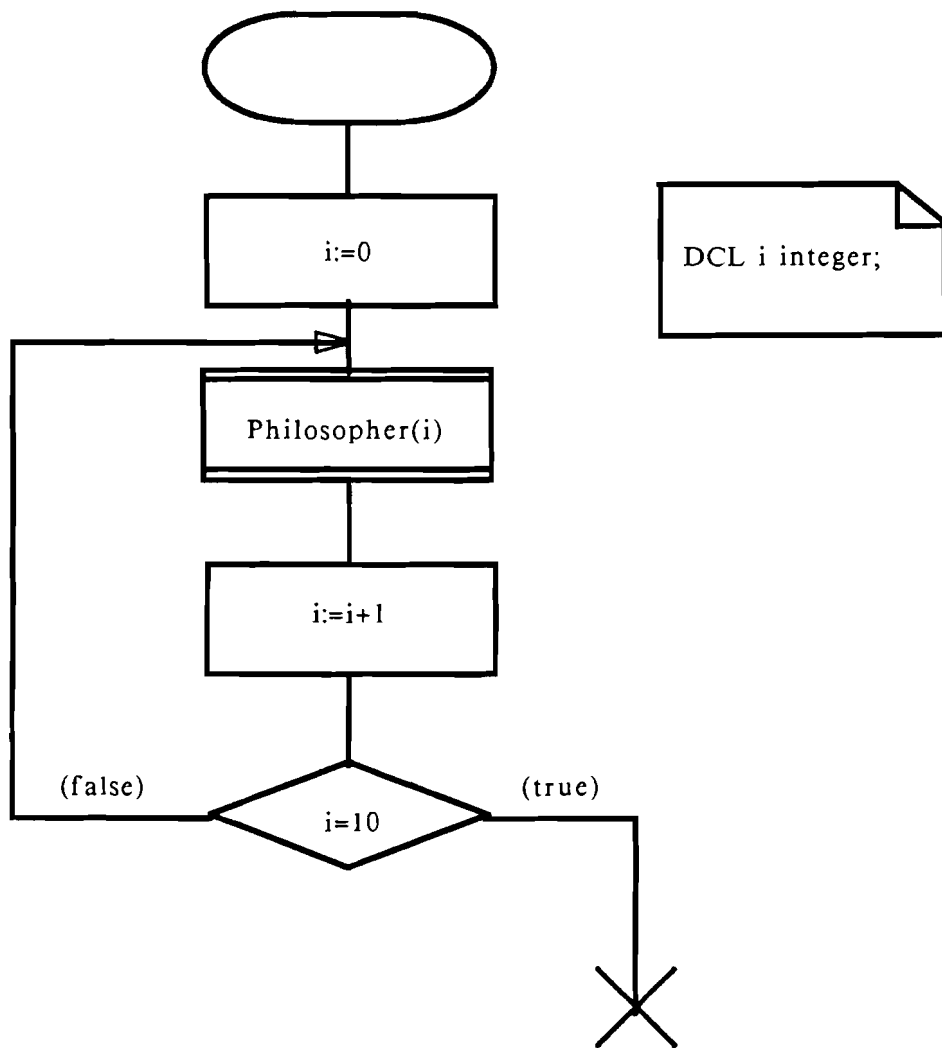 i:=0
DCL i integer;
Philosopher(i)
i:=i+1
(false)
(true)
i=10